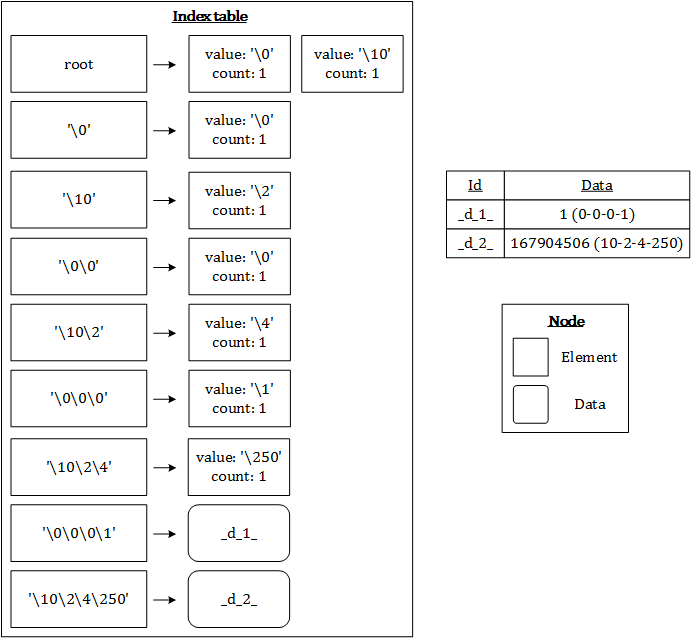 Index table
root
value: '\0'
count: 1
value: '\10'
count: 1
'\0'
value: '\0'
count: 1
'\10'
value: '\2'
count: 1
'\0\0'
value: '\0'
count: 1
'\10\2'
value: '\4'
count: 1
'\0\0\0'
value: '\1'
count: 1
'\10\2\4'
value: '\250'
count: 1
'\0\0\0\1'
_d_1_
'\10\2\4\250'
_d_2_
Id Data
_d_1_ 1 (0-0-0-1)
_d_2_ 167904506 (10-2-4-250)
Node
Element
Data